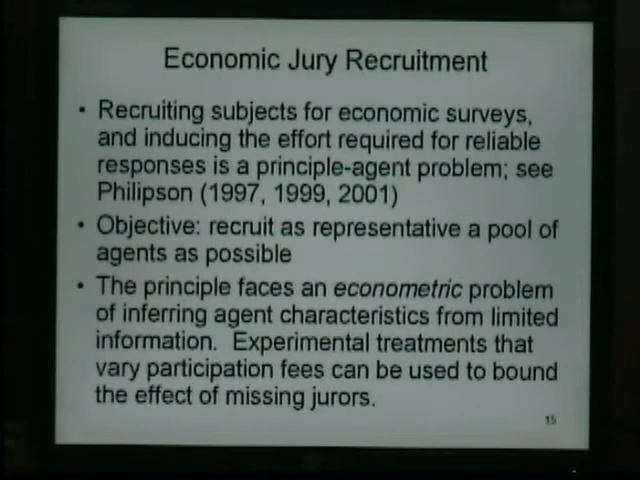 Economic Jury Recruitment
• Recruiting subjects for economic surveys,
and inducing the effort required for reliable
responses is a principle-agent problem; see
Philipson (1997, 1999, 2001)
• Objective: recruit as representative a pool of
agents as possible
• The principle faces an econometric problem
of inferring agent characteristics from limited
information.  Experimental treatments that
vary participation fees can be used to bound
the effect of missing jurors.
15